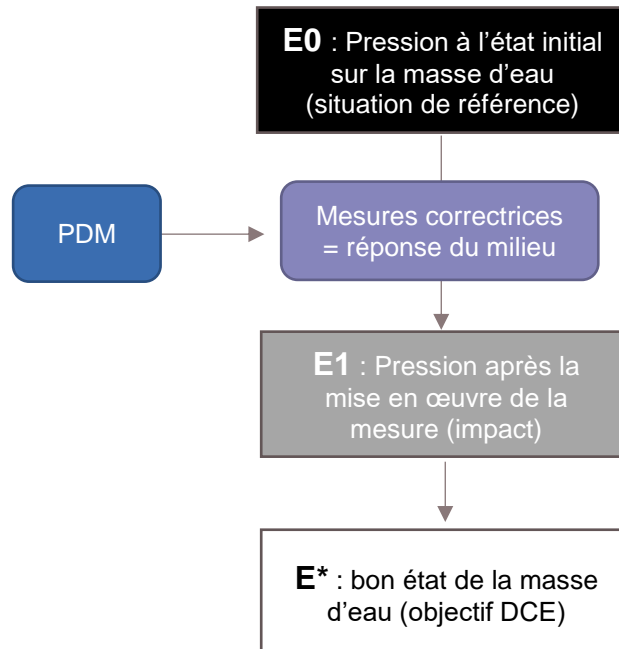 E0 : Pression à l’état initial
sur la masse d’eau
(situation de référence)
PDM
Mesures correctrices
= réponse du milieu
E1 : Pression après la
mise en œuvre de la
mesure (impact)
E* : bon état de la masse
d’eau (objectif DCE)